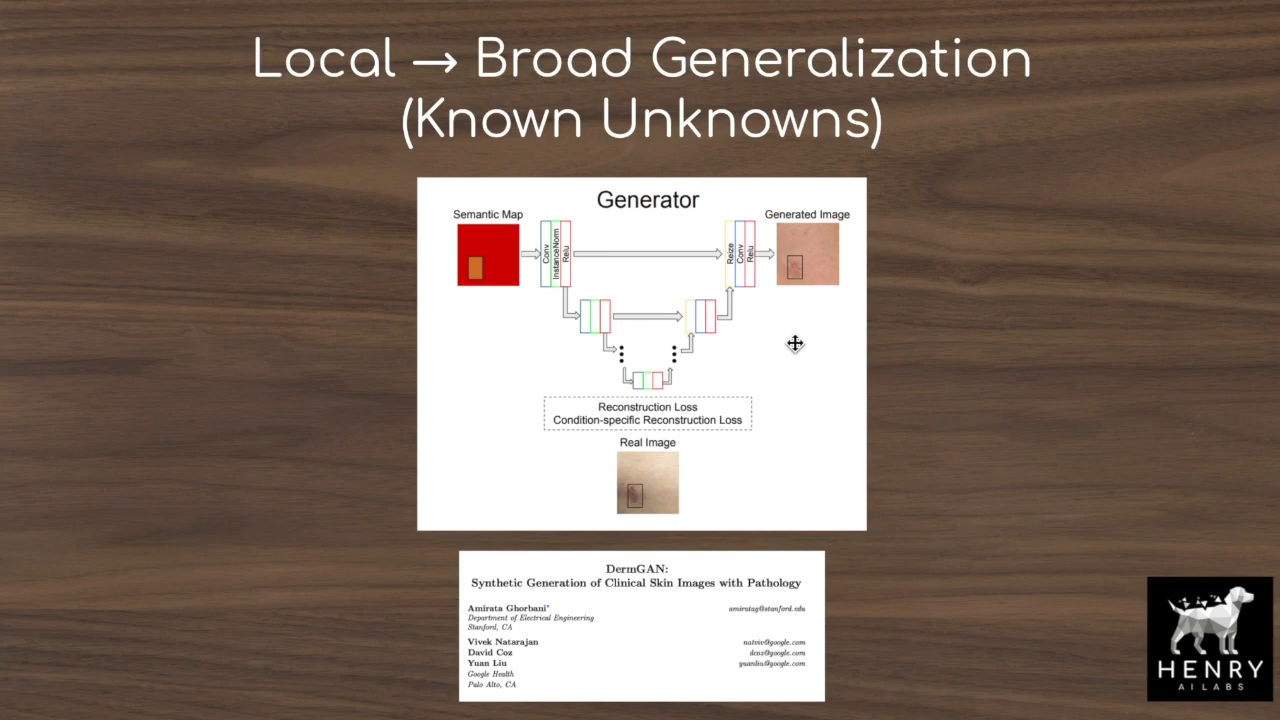 Local → Broad Generalization
(Known Unknowns)
Generator
Semantic Map
Generated Image
Conv
InstanceNorm
Relu
Reize
Conv
Relu
Reconstruction Loss
Condition-specific Reconstruction Loss
Real Image
DermGAN:
Synthetic Generation of Clinical Skin Images with Pathology
Amirata Ghorbani* amiratag@stanford.edu
Department of Electrical Engineering
Stanford, CA
Vivek Natarajan natviv@google.com
David Coz dcoz@google.com
Yuan Liu yuanliu@google.com
Google Health
Palo Alto, CA
HENRY
AI LABS